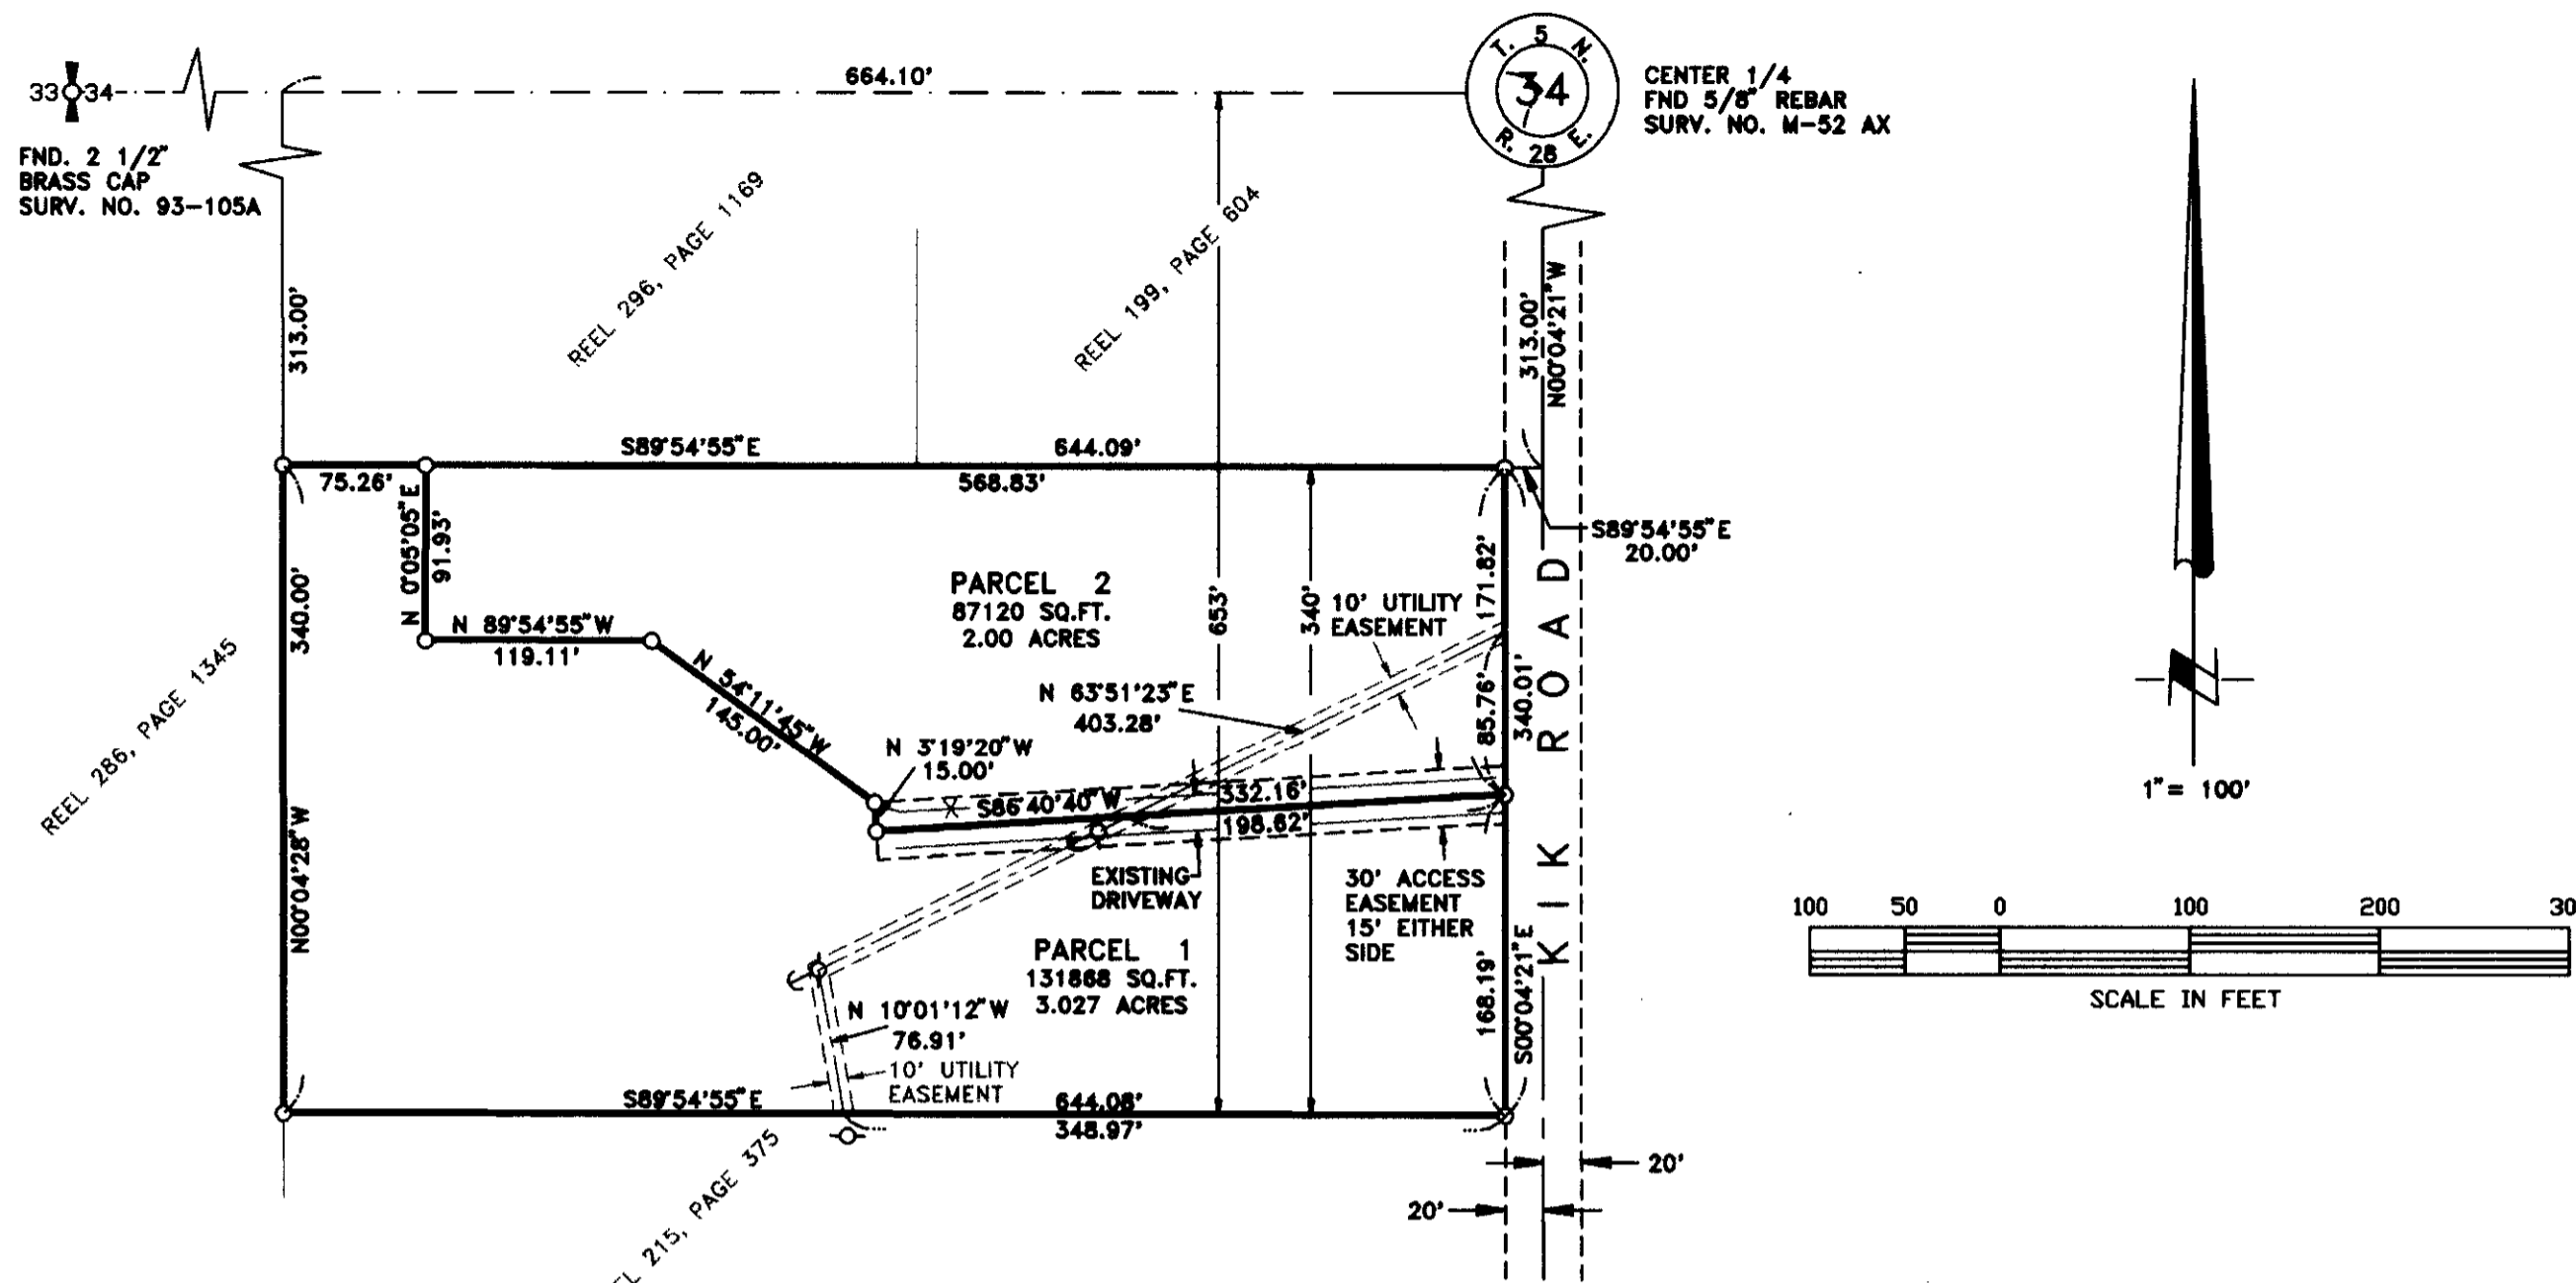 33 34
FND. 2 1/2"
BRASS CAP
SURV. NO. 93-105A
664.10'
T. 5 N.
34
R. 28 E.
CENTER 1/4
FND 5/8" REBAR
SURV. NO. M-52 AX
REEL 296, PAGE 1169
REEL 199, PAGE 604
313.00'
313.00'
N00°04'21"W
S89°54'55"E
644.09'
75.26'
568.83'
S89°54'55"E
20.00'
N 0°05'05"E
91.93'
340.00'
N00°04'28"W
REEL 286, PAGE 1345
N 89°54'55"W
119.11'
N 54°11'45"W
145.00'
PARCEL 2
87120 SQ.FT.
2.00 ACRES
653'
340'
10' UTILITY
EASEMENT
171.82'
85.76'
340.01'
N 63°51'23"E
403.28'
N 3°19'20"W
15.00'
S86°40'40"W
332.16'
198.62'
EXISTING
DRIVEWAY
30' ACCESS
EASEMENT
15' EITHER
SIDE
KIK ROAD
168.19'
S00°04'21"E
PARCEL 1
131868 SQ.FT.
3.027 ACRES
N 10°01'12"W
76.91'
10' UTILITY
EASEMENT
S89°54'55"E
644.08'
348.97'
215, PAGE 375
20'
20'
1"= 100'
100 50 0 100 200
SCALE IN FEET